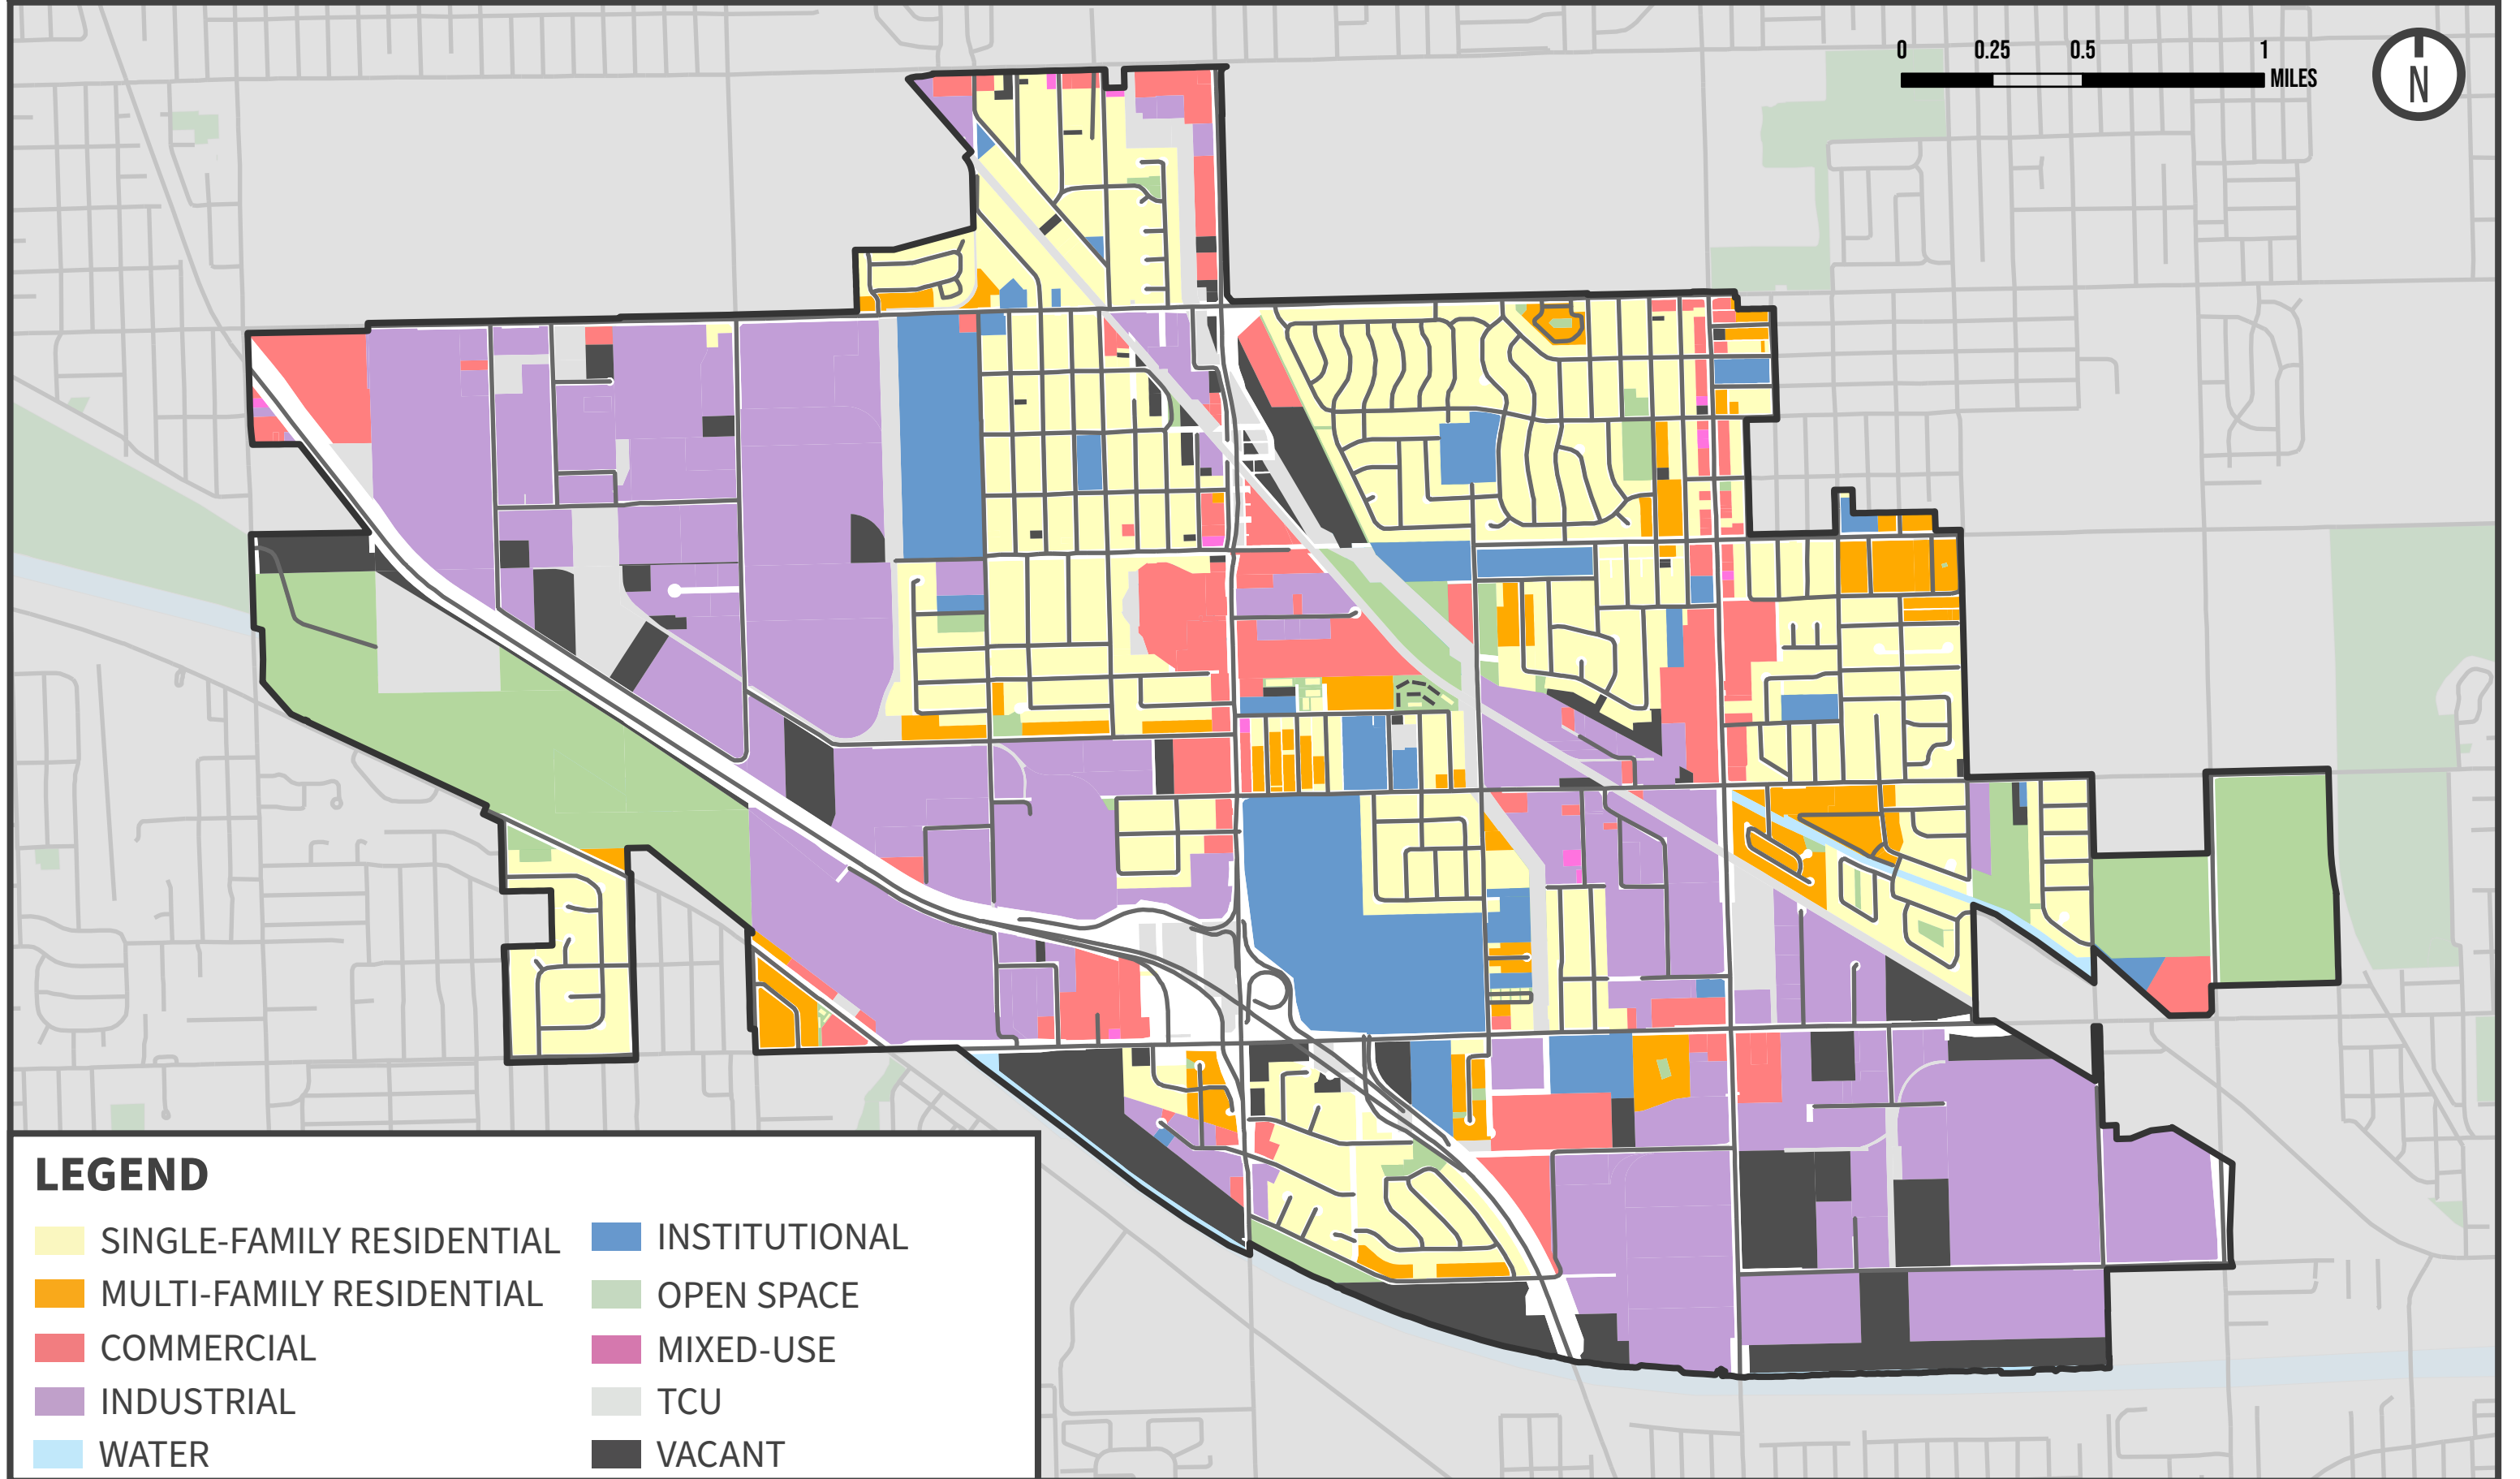 0 0.25 0.5 1
MILES
N
LEGEND
SINGLE-FAMILY RESIDENTIAL
MULTI-FAMILY RESIDENTIAL
COMMERCIAL
INDUSTRIAL
WATER
INSTITUTIONAL
OPEN SPACE
MIXED-USE
TCU
VACANT